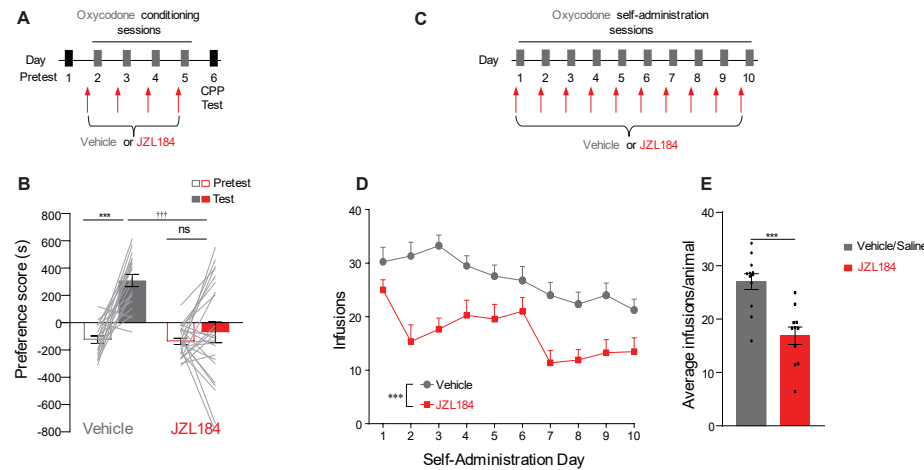 A
Oxycodone conditioning
sessions
Day
1 2 3 4 5 6
Pretest
CPP
Test
Vehicle or JZL184
C
Oxycodone self-administration
sessions
Day
1 2 3 4 5 6 7 8 9 10
Vehicle or JZL184
B
Pretest
Test
Preference score (s)
800
600
400
200
0
-200
-400
-600
-800
***
†††
ns
Vehicle JZL184
D
Infusions
40
30
20
10
0
Vehicle
***
JZL184
1 2 3 4 5 6 7 8 9 10
Self-Administration Day
E
Average infusions/animal
40
30
20
10
0
***
Vehicle/Saline
JZL184